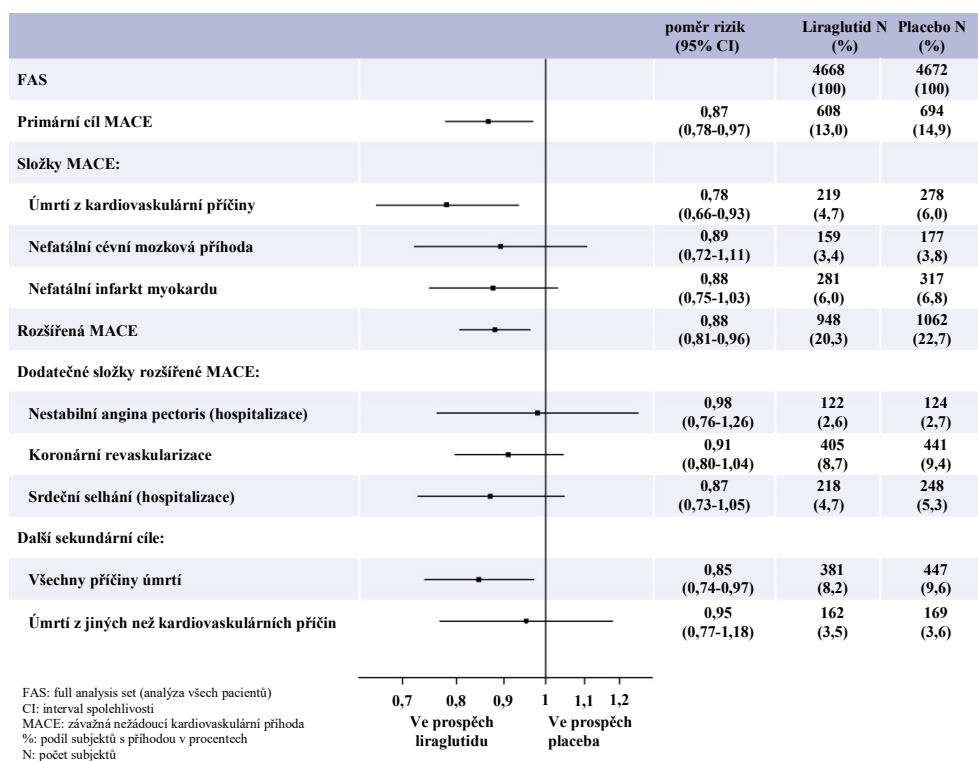 poměr rizik Liraglutid N Placebo N
(95% CI) (%) (%)
FAS 4668 4672
(100) (100)
Primární cíl MACE 0,87 608 694
(0,78-0,97) (13,0) (14,9)
Složky MACE:
Úmrtí z kardiovaskulární příčiny 0,78 219 278
(0,66-0,93) (4,7) (6,0)
Nefatální cévní mozková příhoda 0,89 159 177
(0,72-1,11) (3,4) (3,8)
Nefatální infarkt myokardu 0,88 281 317
(0,75-1,03) (6,0) (6,8)
Rozšířená MACE 0,88 948 1062
(0,81-0,96) (20,3) (22,7)
Dodatečné složky rozšířené MACE:
Nestabilní angina pectoris (hospitalizace) 0,98 122 124
(0,76-1,26) (2,6) (2,7)
Koronární revaskularizace 0,91 405 441
(0,80-1,04) (8,7) (9,4)
Srdeční selhání (hospitalizace) 0,87 218 248
(0,73-1,05) (4,7) (5,3)
Další sekundární cíle:
Všechny příčiny úmrtí 0,85 381 447
(0,74-0,97) (8,2) (9,6)
Úmrtí z jiných než kardiovaskulárních příčin 0,95 162 169
(0,77-1,18) (3,5) (3,6)
0,7 0,8 0,9 1 1,1 1,2
Ve prospěch Ve prospěch
liraglutidu placeba
FAS: full analysis set (analýza všech pacientů)
CI: interval spolehlivosti
MACE: závažná nežádoucí kardiovaskulární příhoda
%: podíl subjektů s příhodou v procentech
N: počet subjektů